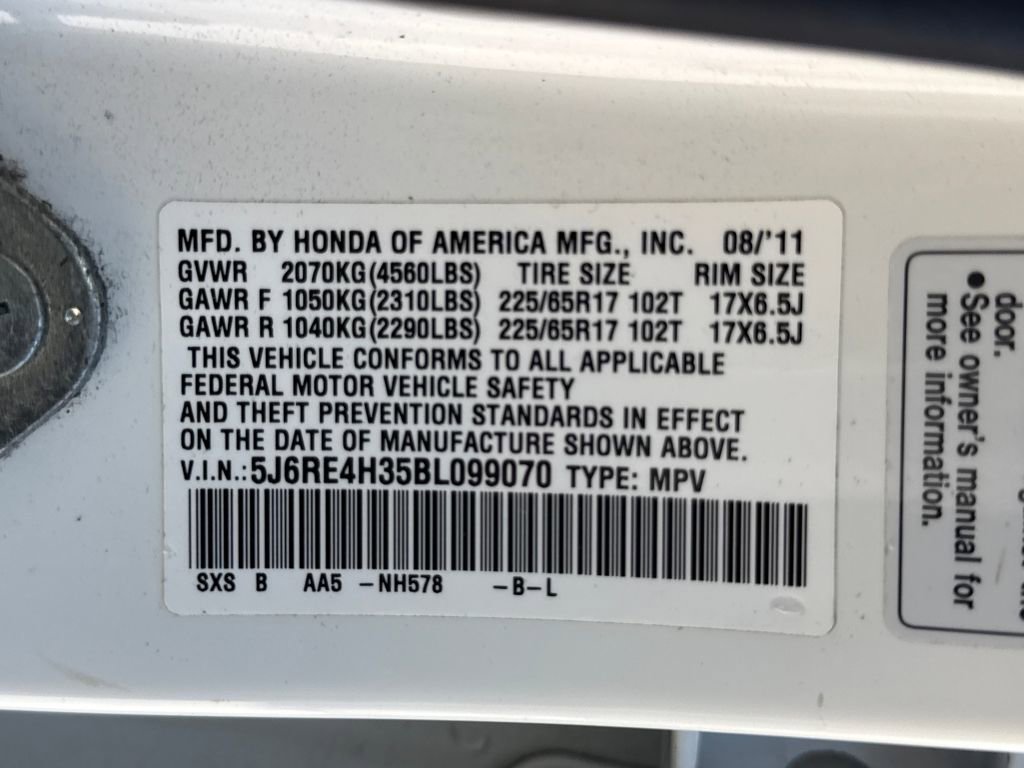 MFD. BY HONDA OF AMERICA MFG., INC. 08/'11
GVWR 2070KG(4560LBS) TIRE SIZE RIM SIZE
GAWR F 1050KG(2310LBS) 225/65R17 102T 17X6.5J
GAWR R 1040KG(2290LBS) 225/65R17 102T 17X6.5J
THIS VEHICLE CONFORMS TO ALL APPLICABLE
FEDERAL MOTOR VEHICLE SAFETY
AND THEFT PREVENTION STANDARDS IN EFFECT
ON THE DATE OF MANUFACTURE SHOWN ABOVE.
V.I.N.: 5J6RE4H35BL099070 TYPE: MPV
SXS B AA5 -NH578 -B-L
door.
• See owner's manual for
more information.